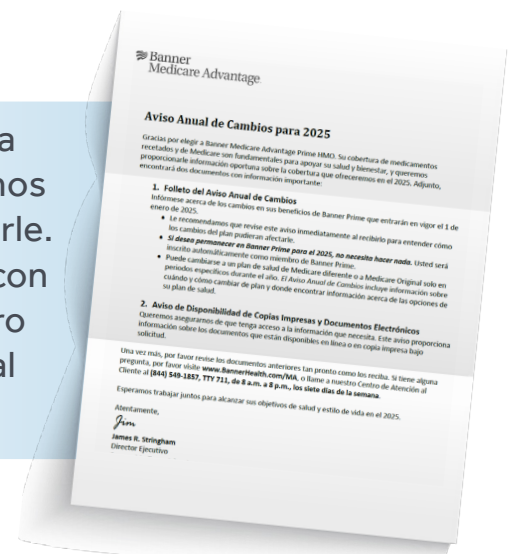 a
nos
rle.
con
ro
al
Banner
Medicare Advantage
Aviso Anual de Cambios para 2025
Gracias por elegir a Banner Medicare Advantage Prime HMO. Su cobertura de medicamentos
recetados y de Medicare son fundamentales para apoyar su salud y bienestar, y queremos
proporcionarle información oportuna sobre la cobertura que ofreceremos en el 2025. Adjunto,
encontrará dos documentos con información importante:
1. Folleto del Aviso Anual de Cambios
Infórmese acerca de los cambios en sus beneficios de Banner Prime que entrarán en vigor el 1 de
enero de 2025.
• Le recomendamos que revise este aviso inmediatamente al recibirlo para entender cómo
los cambios del plan pudieran afectarle.
• Si desea permanecer en Banner Prime para el 2025, no necesita hacer nada. Usted será
inscrito automáticamente como miembro de Banner Prime.
• Puede cambiarse a un plan de salud de Medicare diferente o a Medicare Original solo en
períodos específicos durante el año. El Aviso Anual de Cambios incluye información sobre
cuándo y cómo cambiar de plan y donde encontrar información acerca de las opciones de
su plan de salud.
2. Aviso de Disponibilidad de Copias Impresas y Documentos Electrónicos
Queremos asegurarnos de que tenga acceso a la información que necesita. Este aviso proporciona
información sobre los documentos que están disponibles en línea o en copia impresa bajo
solicitud.
Una vez más, por favor revise los documentos anteriores tan pronto como los reciba. Si tiene alguna
pregunta, por favor visite www.BannerHealth.com/MA, o llame a nuestro Centro de Atención al
Cliente al (844) 549-1857, TTY 711, de 8 a.m. a 8 p.m., los siete días de la semana.
Esperamos trabajar juntos para alcanzar sus objetivos de salud y estilo de vida en el 2025.
Atentamente,
Jim
James R. Stringham
Director Ejecutivo